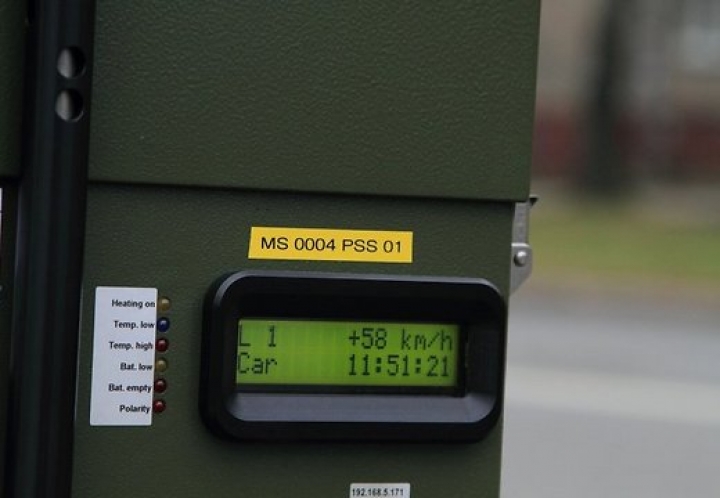 MS 0004 PSS 01
Heating on
Temp. low
Temp. high
Bat. low
Bat. empty
Polarity
L 1 +58 km/h
Car 11:51:21
192.168.5.171